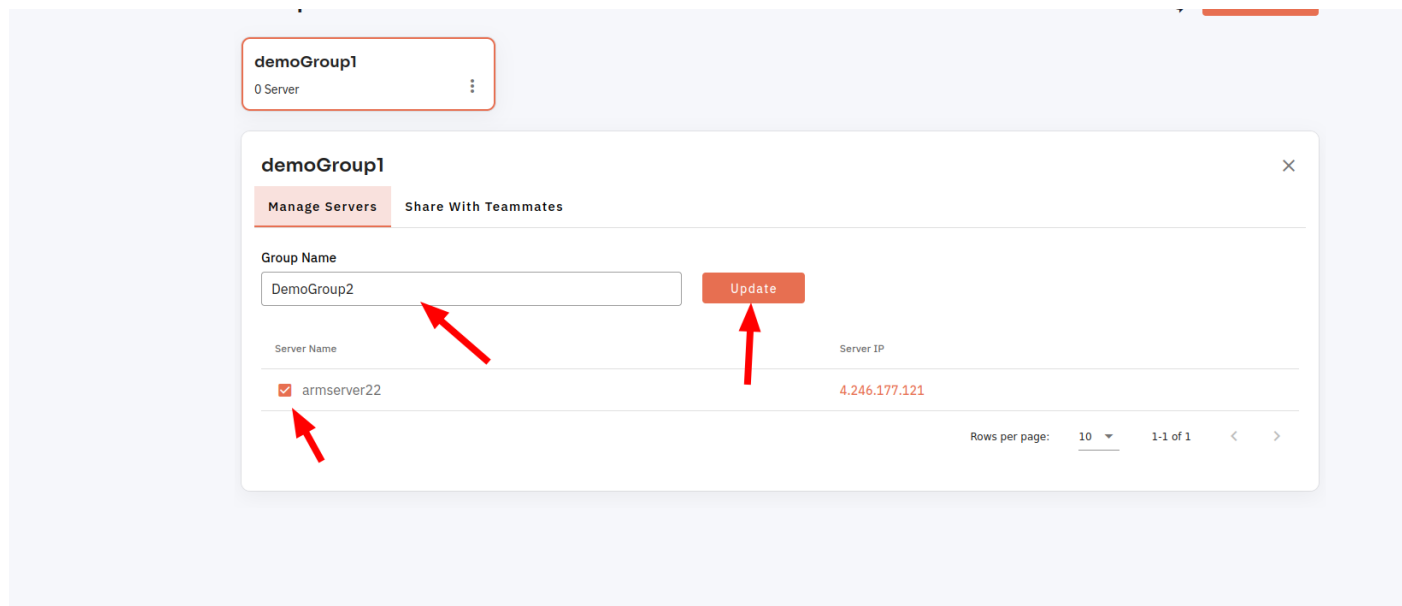 demoGroup1
0 Server
demoGroup1
Manage Servers Share With Teammates
Group Name
DemoGroup2
Update
Server Name Server IP
armserver22 4.246.177.121
Rows per page: 10 1-1 of 1